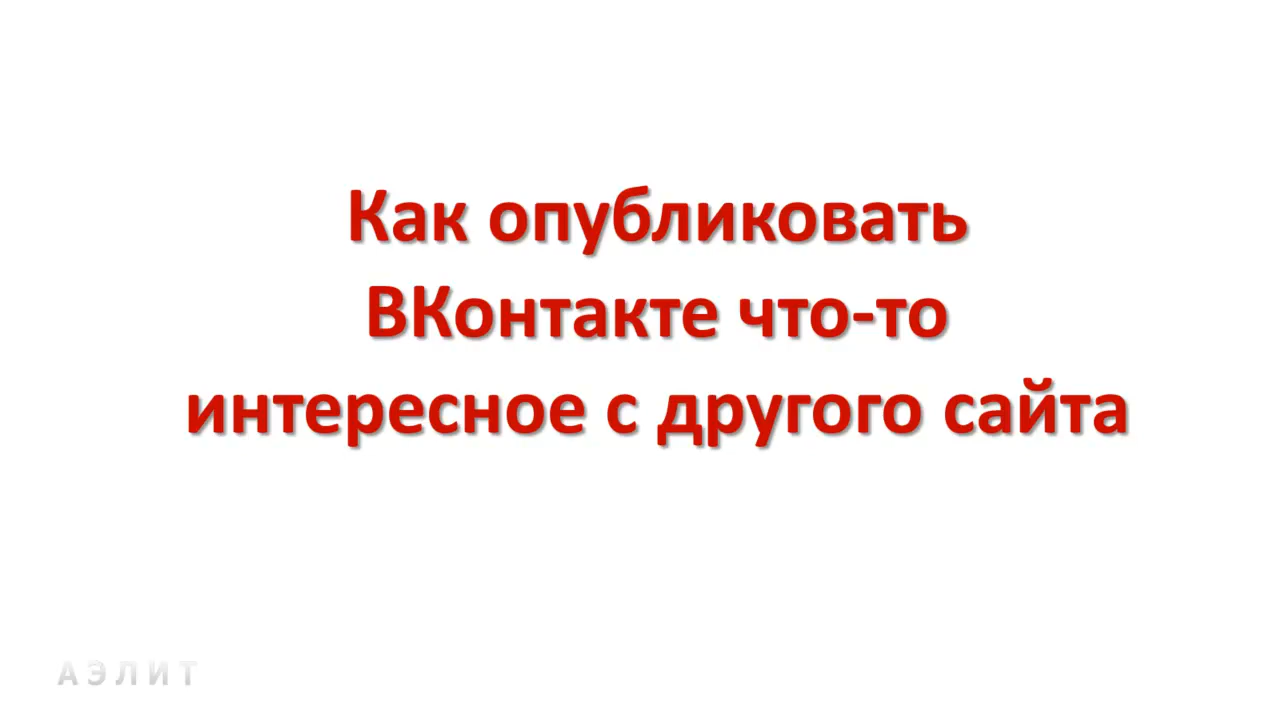 Как опубликовать
ВКонтакте что-то
интересное с другого сайта
АЭЛИТ